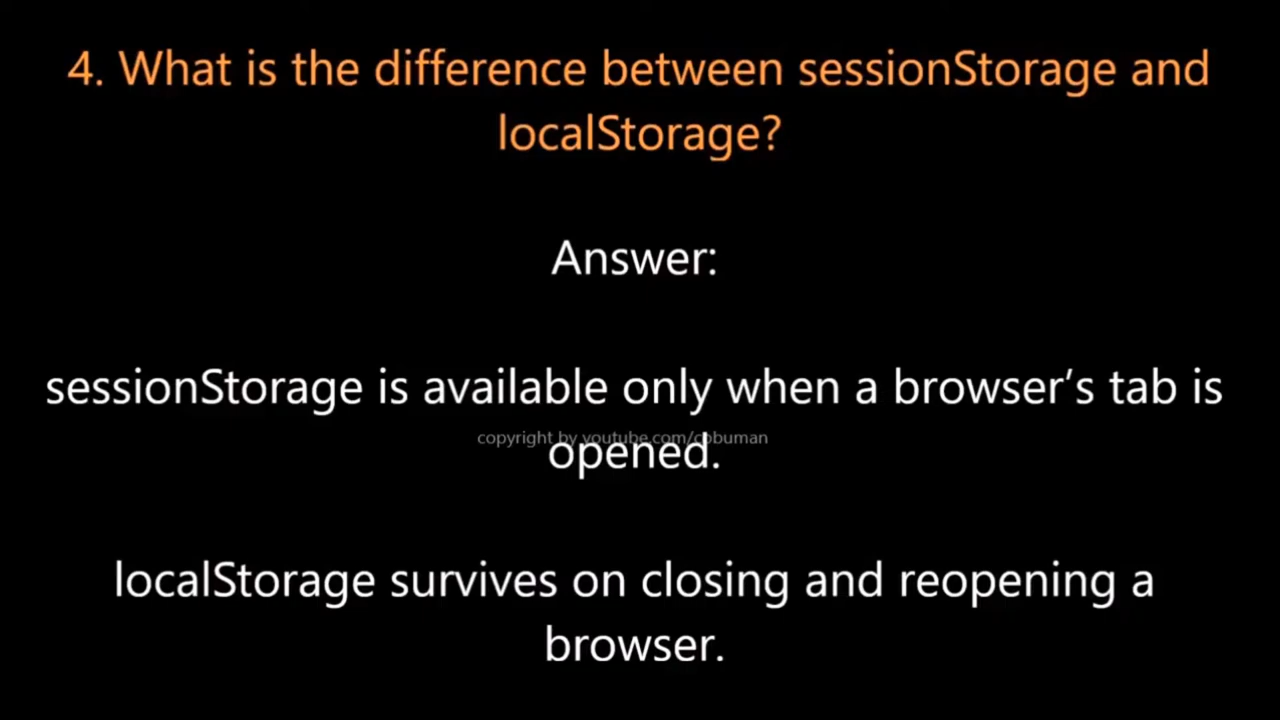 4. What is the difference between sessionStorage and
localStorage?
Answer:
sessionStorage is available only when a browser’s tab is
copyright by youtube.com/cpbuman
opened.
localStorage survives on closing and reopening a
browser.